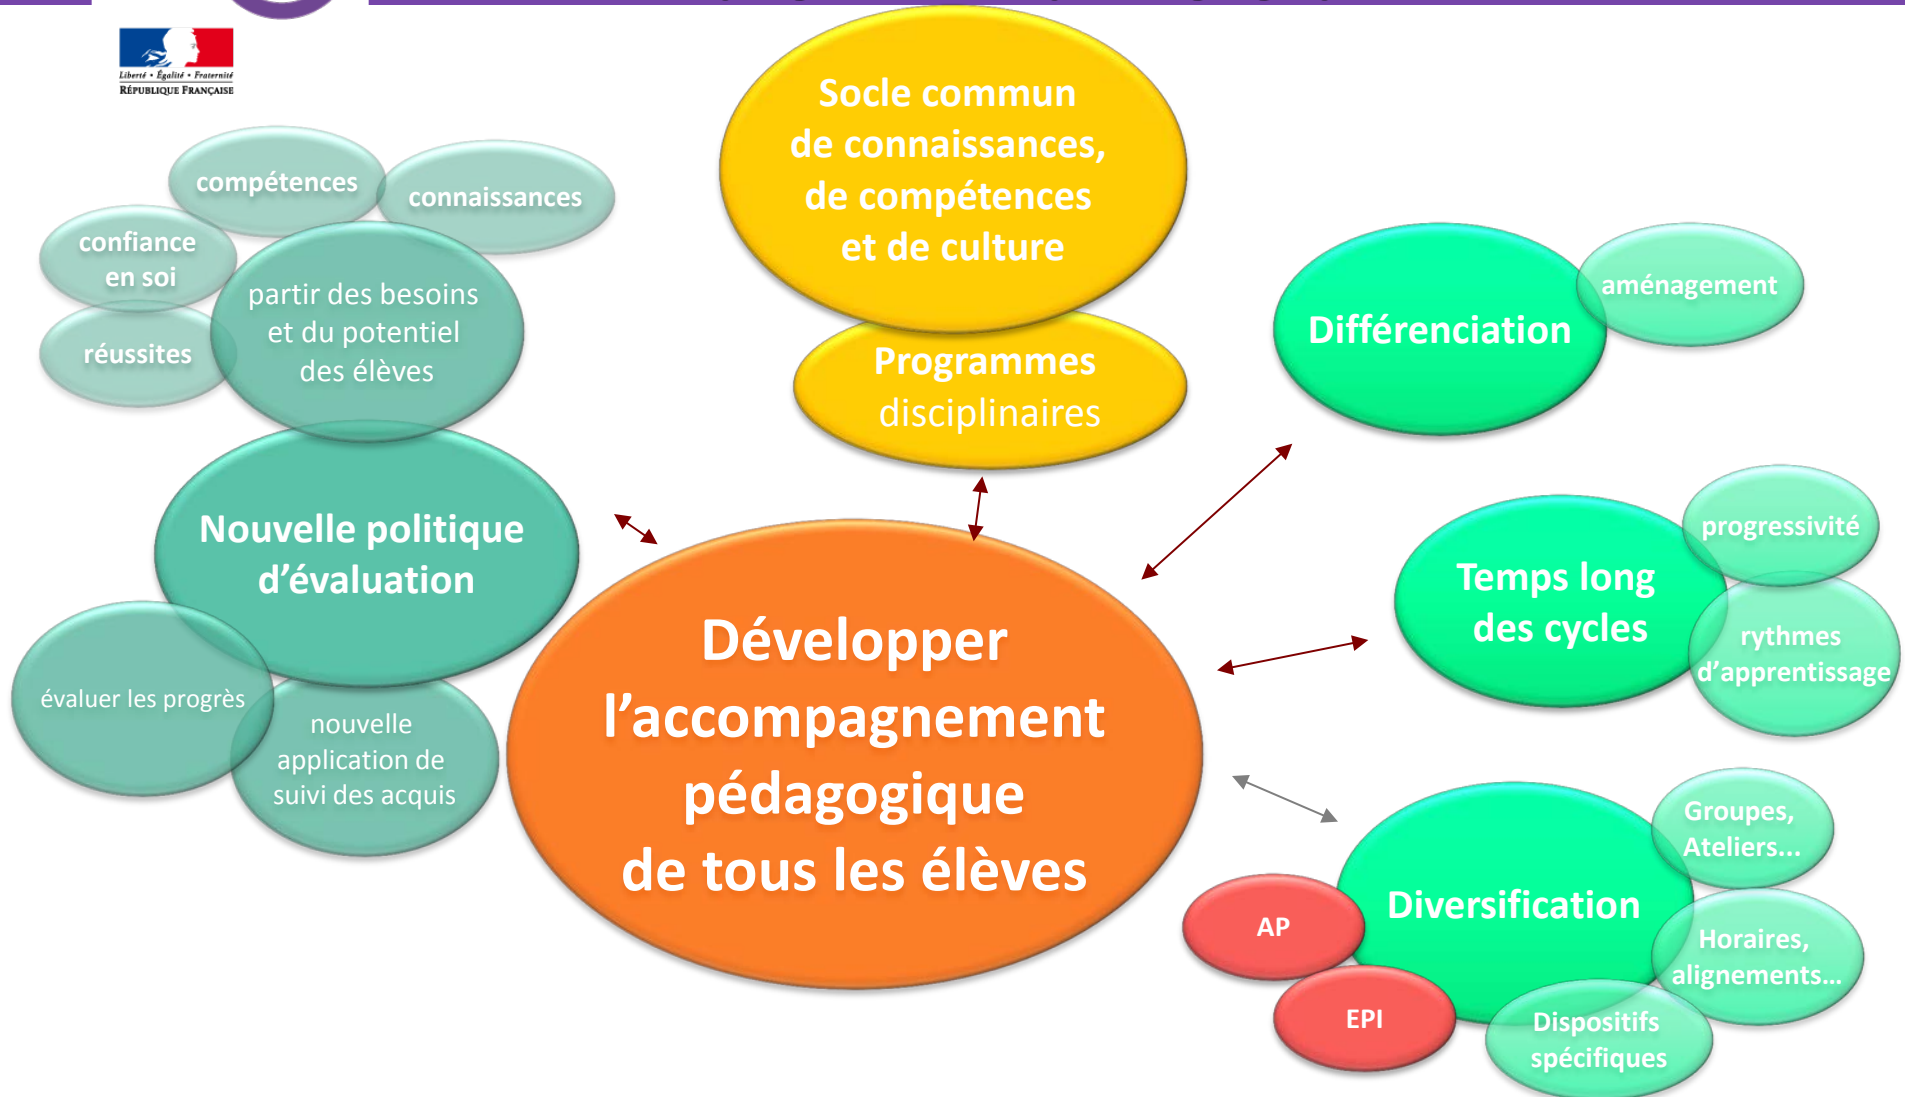 Liberté • Égalité • Fraternité
RÉPUBLIQUE FRANÇAISE
Socle commun
de connaissances,
de compétences
et de culture
Programmes
disciplinaires
compétences
connaissances
confiance
en soi
réussites
partir des besoins
et du potentiel
des élèves
Nouvelle politique
d’évaluation
évaluer les progrès
nouvelle
application de
suivi des acquis
Développer
l’accompagnement
pédagogique
de tous les élèves
Différenciation
aménagement
Temps long
des cycles
progressivité
rythmes
d’apprentissage
Diversification
Groupes,
Ateliers...
Horaires,
alignements...
Dispositifs
spécifiques
AP
EPI